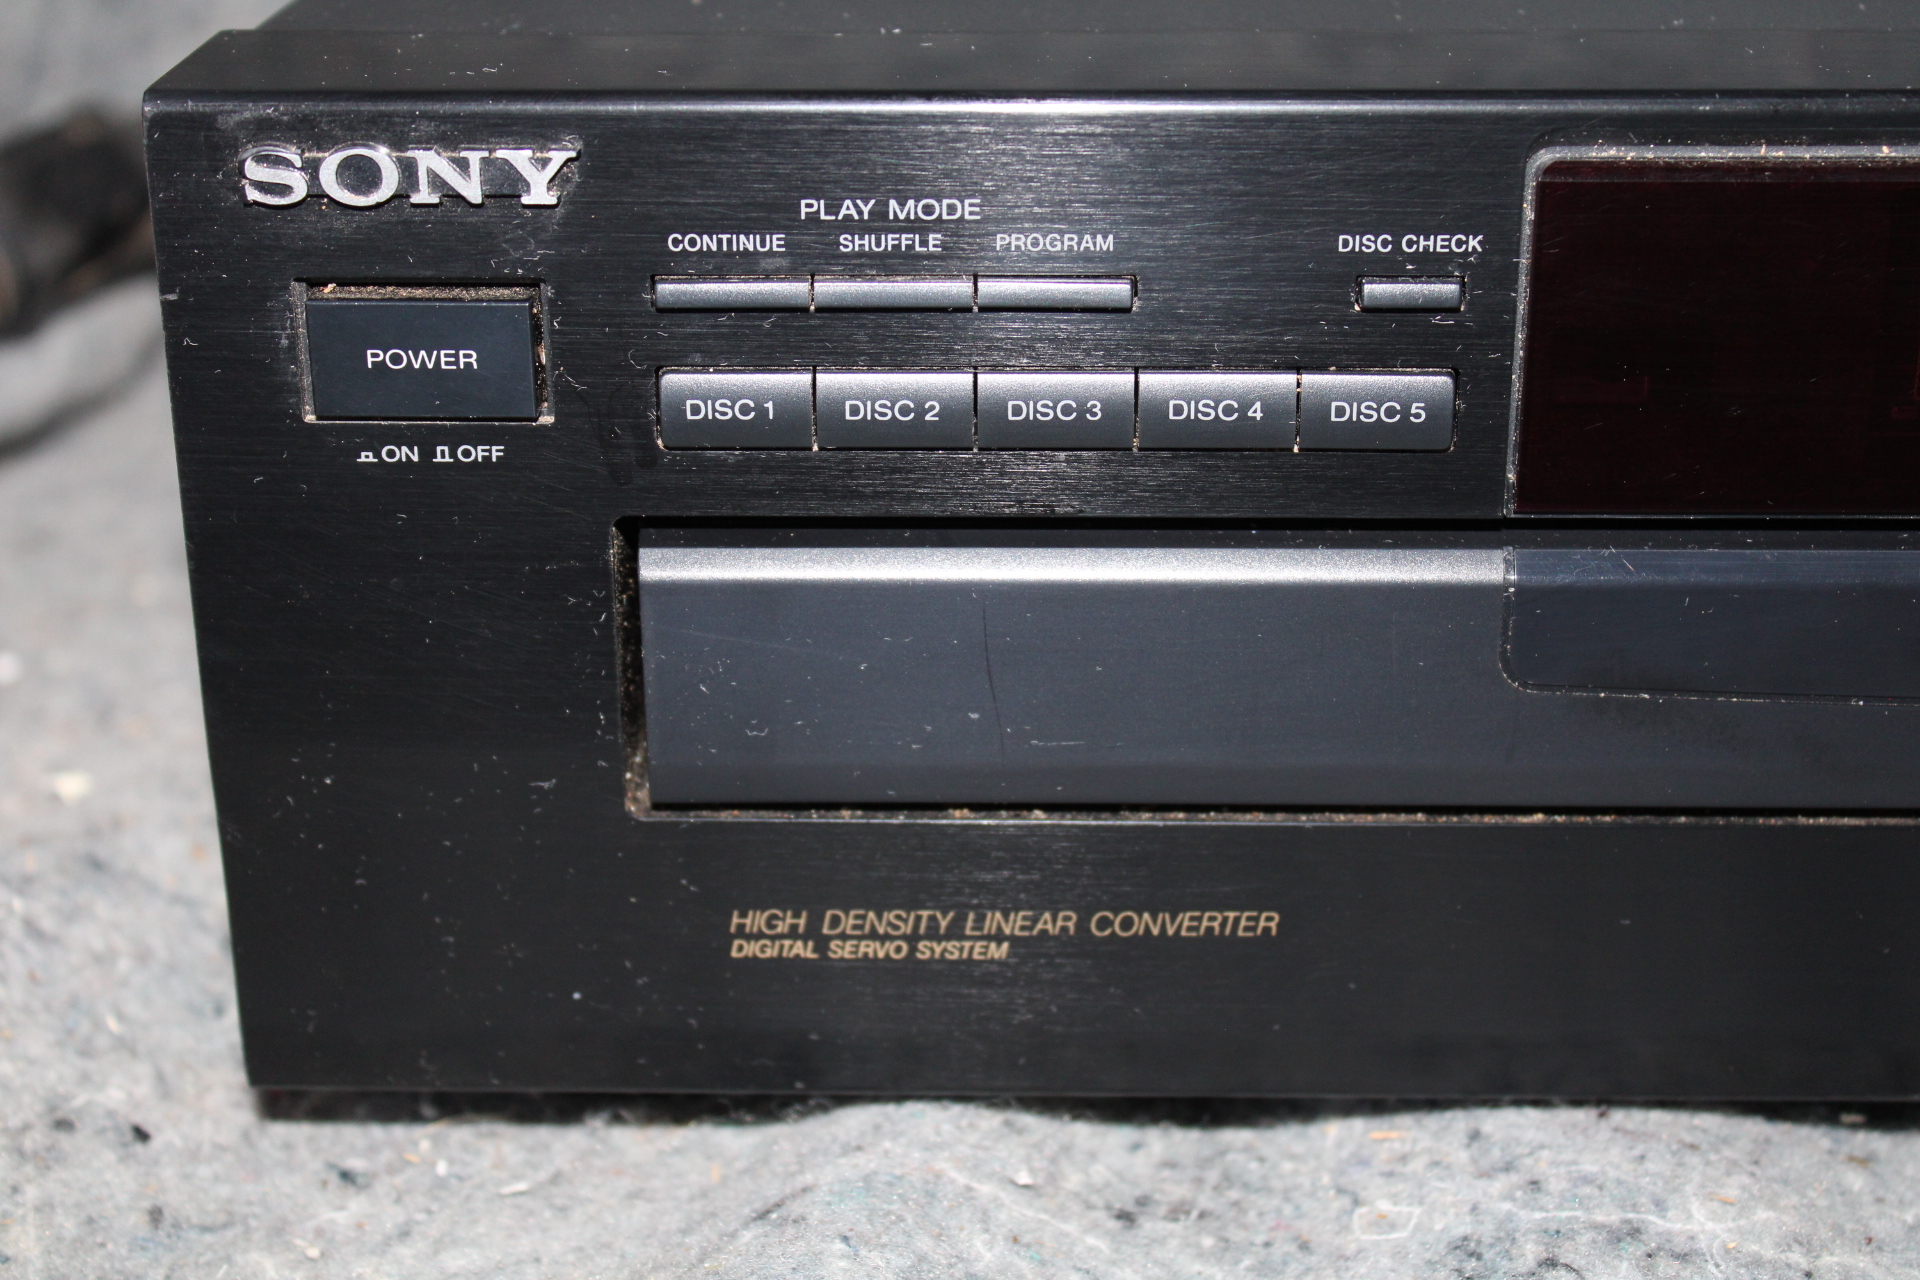 SONY
PLAY MODE
CONTINUE SHUFFLE PROGRAM
DISC CHECK
POWER
ON OFF
DISC 1 DISC 2 DISC 3 DISC 4 DISC 5
HIGH DENSITY LINEAR CONVERTER
DIGITAL SERVO SYSTEM